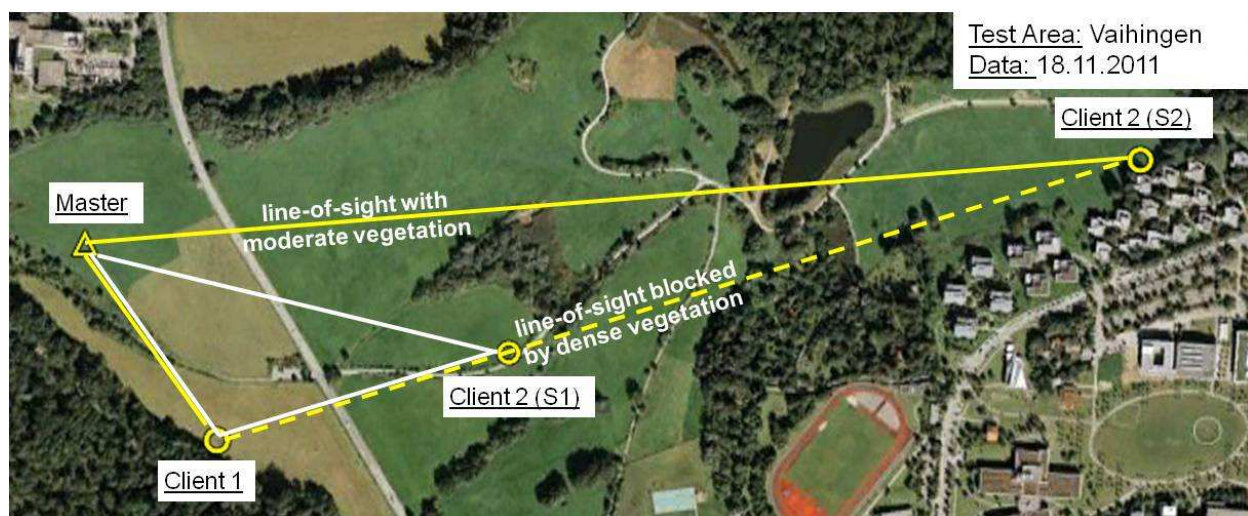 Test Area: Vaihingen
Data: 18.11.2011
Client 2 (S2)
Master
line-of-sight with
moderate vegetation
line-of-sight blocked
by dense vegetation
Client 2 (S1)
Client 1